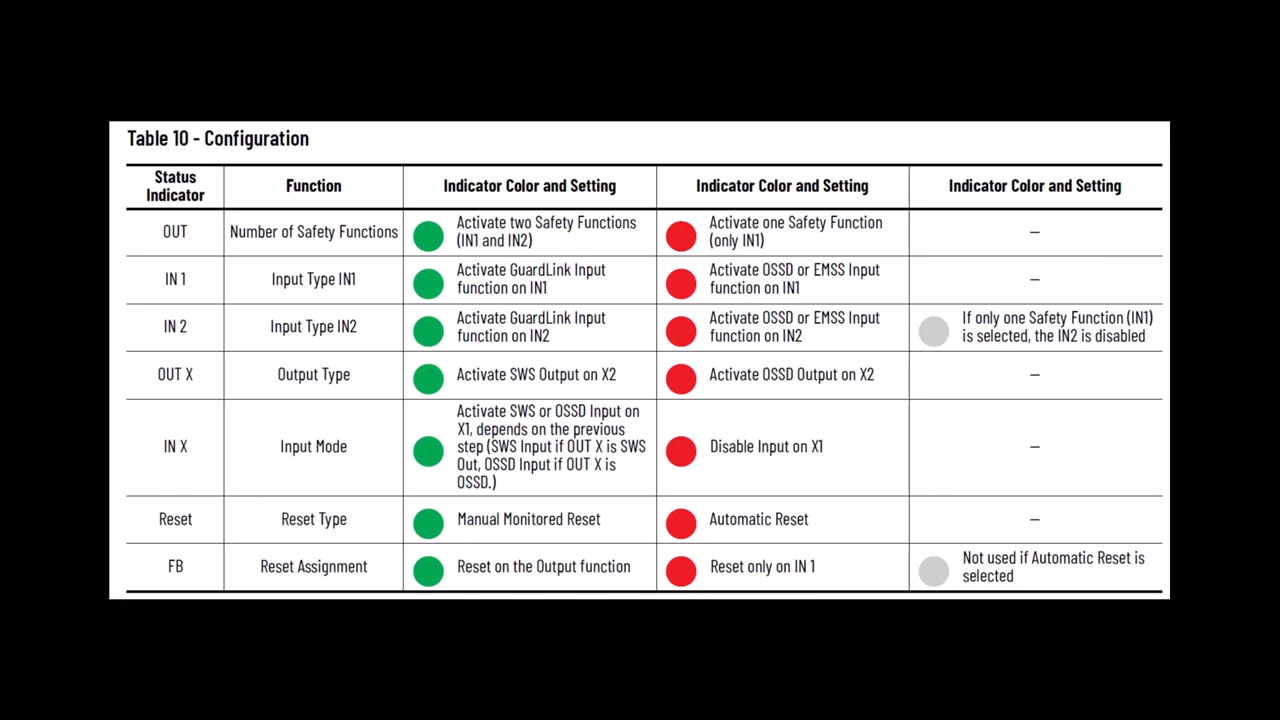 Table 10 - Configuration
Status
Indicator
Function
Indicator Color and Setting
Indicator Color and Setting
Indicator Color and Setting
OUT
Number of Safety Functions
Activate two Safety Functions
(IN1 and IN2)
Activate one Safety Function
(only IN1)
—
IN 1
Input Type IN1
Activate GuardLink Input
function on IN1
Activate OSSD or EMSS Input
function on IN1
—
IN 2
Input Type IN2
Activate GuardLink Input
function on IN2
Activate OSSD or EMSS Input
function on IN2
If only one Safety Function (IN1)
is selected, the IN2 is disabled
OUT X
Output Type
Activate SWS Output on X2
Activate OSSD Output on X2
—
IN X
Input Mode
Activate SWS or OSSD Input on
X1, depends on the previous
step (SWS Input if OUT X is SWS
Out, OSSD Input if OUT X is
OSSD.)
Disable Input on X1
—
Reset
Reset Type
Manual Monitored Reset
Automatic Reset
—
FB
Reset Assignment
Reset on the Output function
Reset only on IN 1
Not used if Automatic Reset is
selected